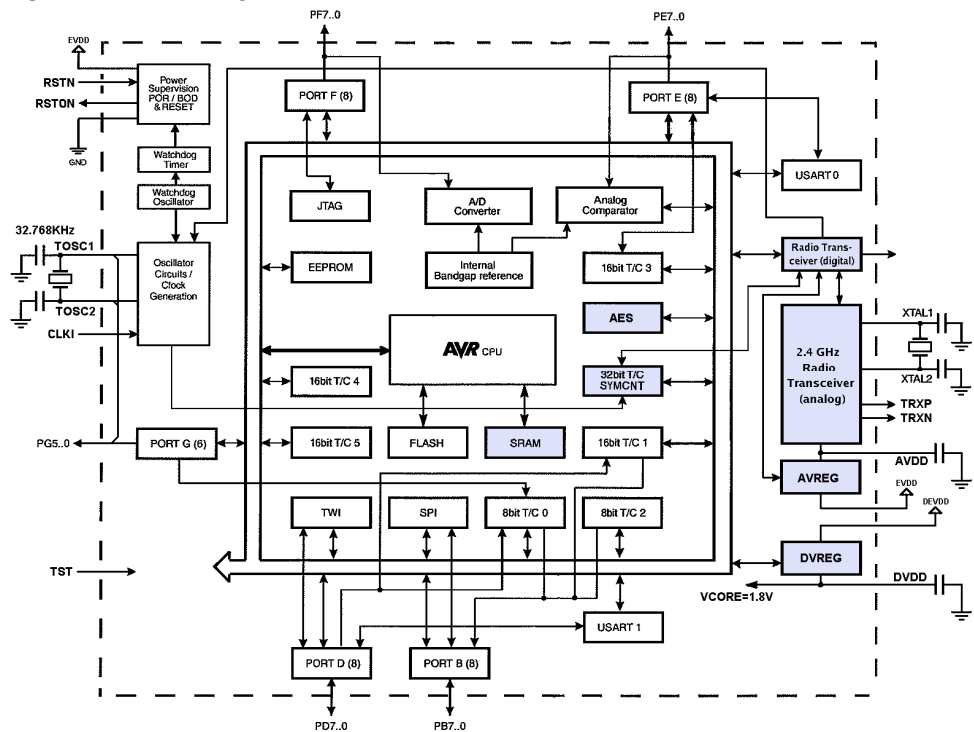 PF7..0
PE7..0
EVDD
RSTN
RSTON
GND
Power
Supervision
POR / BOD
& RESET
PORT F (8)
PORT E (8)
Watchdog
Timer
Watchdog
Oscillator
USART 0
JTAG
A/D
Converter
Analog
Comparator
32.768KHz
TOSC1
TOSC2
CLKI
Oscillator
Circuits /
Clock
Generation
EEPROM
Internal
Bandgap reference
16bit T/C 3
Radio Trans-
ceiver (digital)
AES
AVR CPU
32bit T/C
SYMCNT
XTAL1
XTAL2
2.4 GHz
Radio
Transceiver
(analog)
TRXP
TRXN
16bit T/C 4
PG5..0
PORT G (6)
16bit T/C 5
FLASH
SRAM
16bit T/C 1
AVDD
AVREG
EVDD
DEVDD
TWI
SPI
8bit T/C 0
8bit T/C 2
TST
DVREG
VCORE=1.8V
DVDD
USART 1
PORT D (8)
PORT B (8)
PD7..0
PB7..0